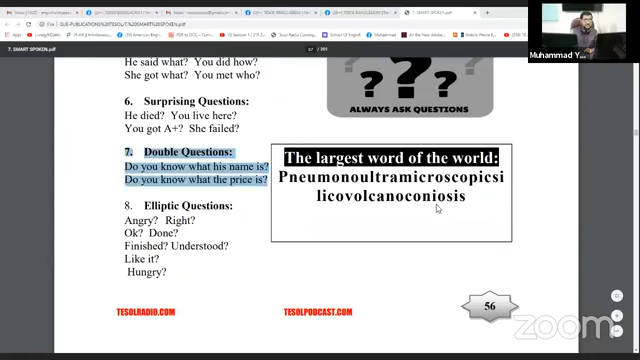 7. SMART SPOKEN.pdf
57 / 301
Muhammad Y...
He said what? You did how?
She got what? You met who?
6. Surprising Questions:
He died? You live here?
You got A+? She failed?
7. Double Questions:
Do you know what his name is?
Do you know what the price is?
8. Elliptic Questions:
Angry? Right?
Ok? Done?
Finished? Understood?
Like it?
Hungry?
? ? ?
ALWAYS ASK QUESTIONS
The largest word of the world:
Pneumonoultramicroscopicsi
licovolcanoconiosis
TESOLRADIO.COM
TESOLPODCAST.COM
56
zoom